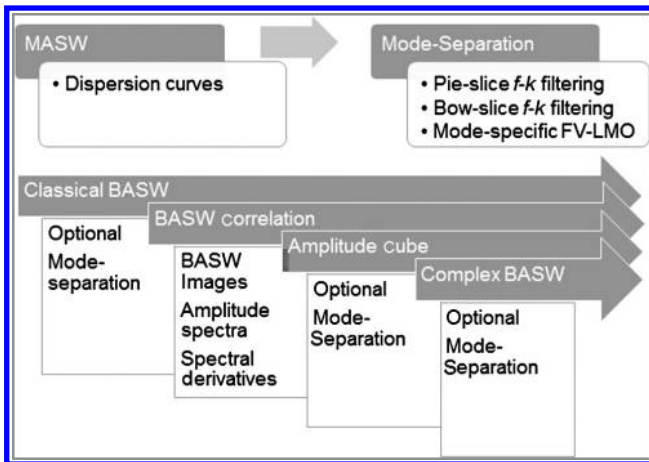 MASW
Mode-Separation
• Dispersion curves
• Pie-slice f-k filtering
• Bow-slice f-k filtering
• Mode-specific FV-LMO
Classical BASW
BASW correlation
Amplitude cube
Complex BASW
Optional
Mode-
separation
BASW
Images
Amplitude
spectra
Spectral
derivatives
Optional
Mode-
Separation
Optional
Mode-
Separation